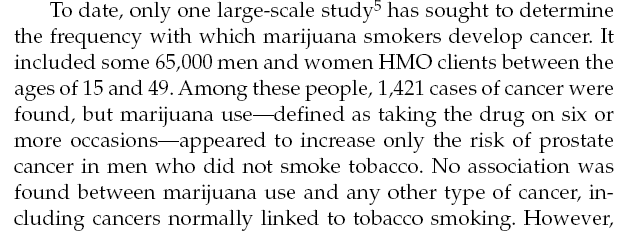 To date, only one large-scale study5 has sought to determine
the frequency with which marijuana smokers develop cancer. It
included some 65,000 men and women HMO clients between the
ages of 15 and 49. Among these people, 1,421 cases of cancer were
found, but marijuana use—defined as taking the drug on six or
more occasions—appeared to increase only the risk of prostate
cancer in men who did not smoke tobacco. No association was
found between marijuana use and any other type of cancer, in-
cluding cancers normally linked to tobacco smoking. However,